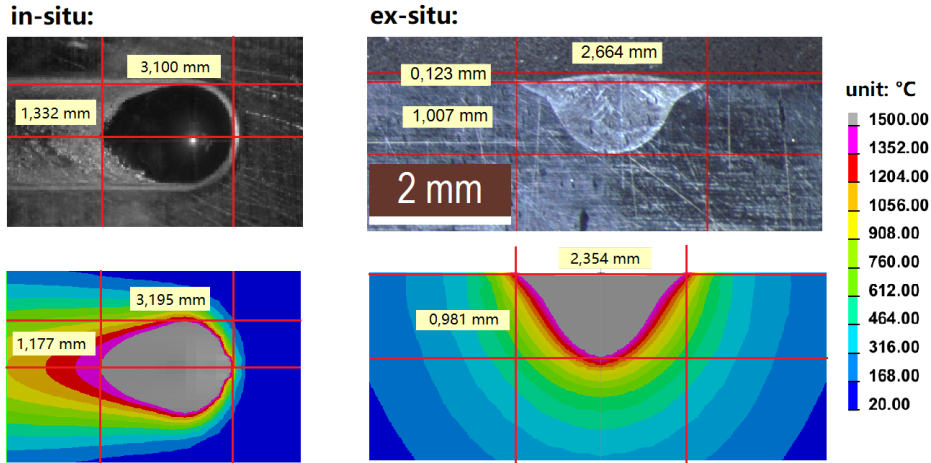 in-situ:
ex-situ:
3,100 mm
1,332 mm
2,664 mm
0,123 mm
1,007 mm
2 mm
unit: °C
1500.00
1352.00
1204.00
1056.00
908.00
760.00
612.00
464.00
316.00
168.00
20.00
3,195 mm
1,177 mm
2,354 mm
0,981 mm